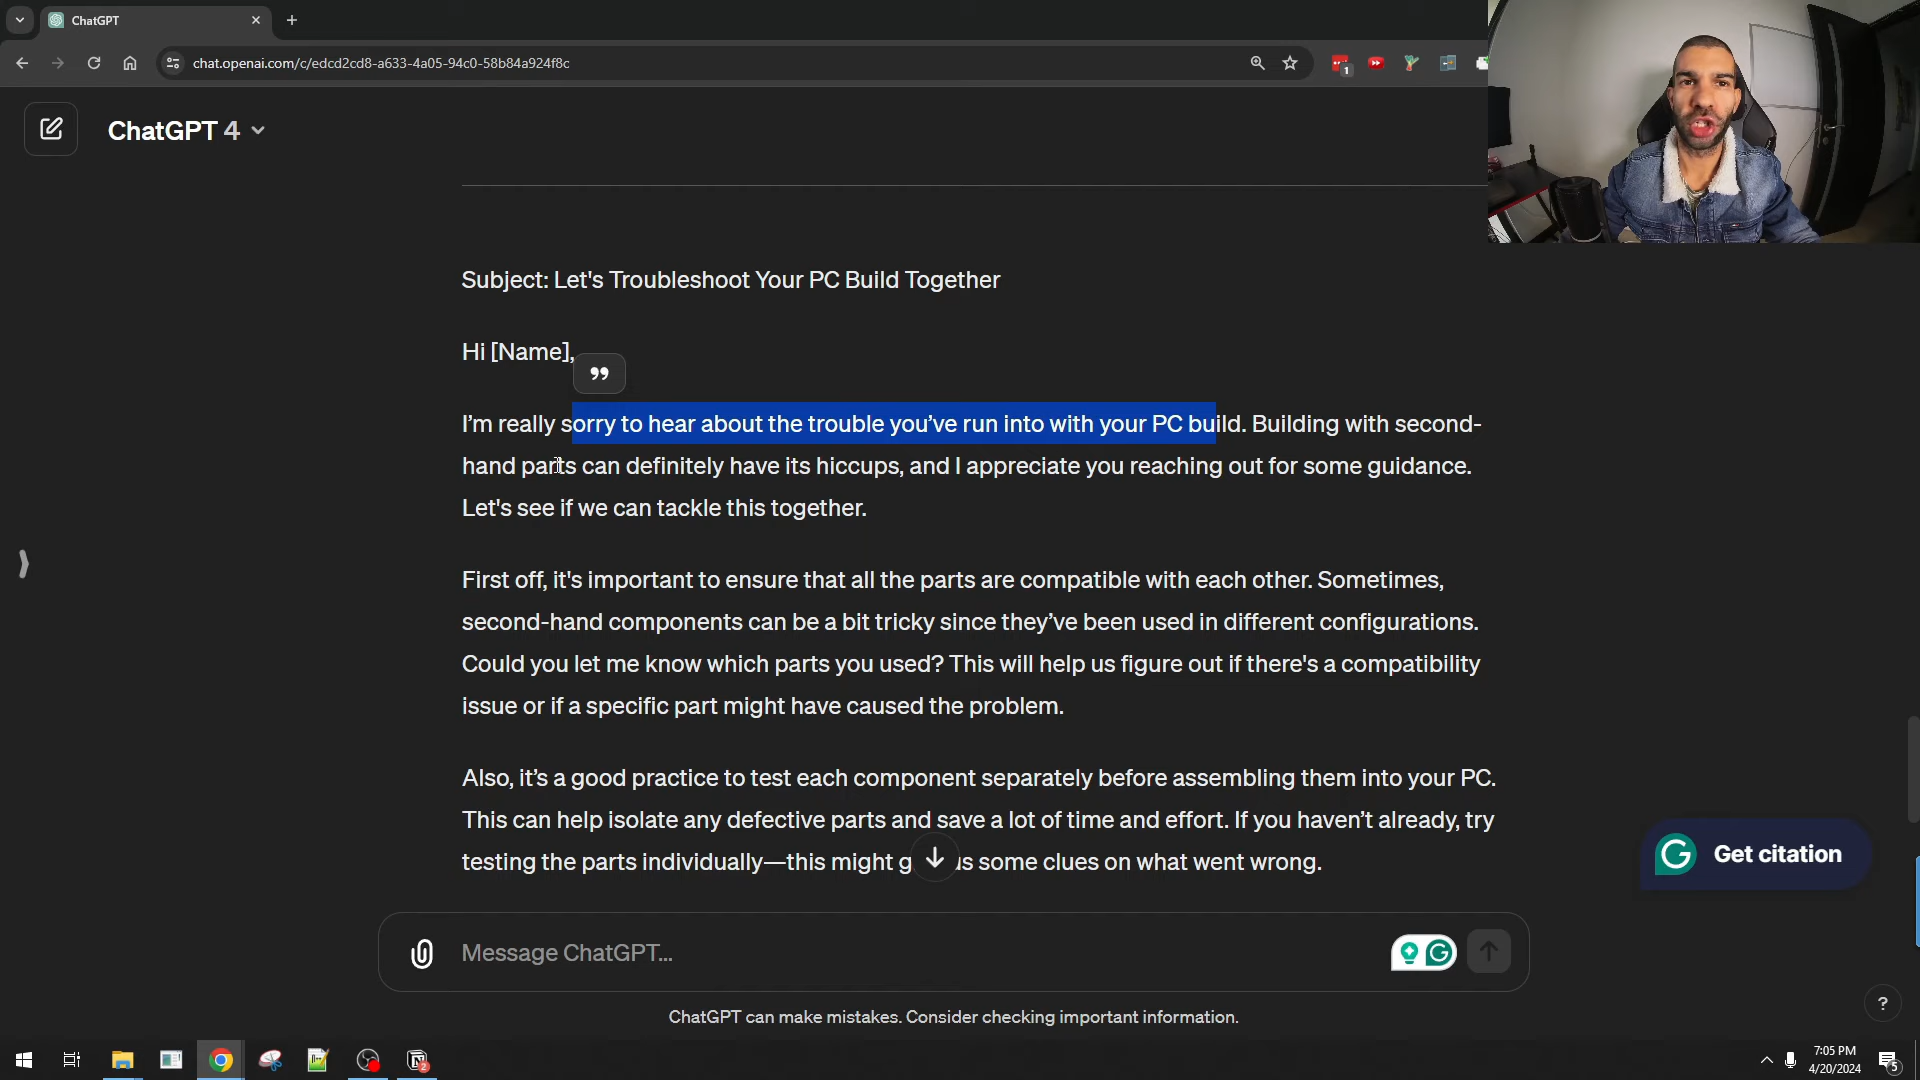 ChatGPT
chat.openai.com/c/edcd2cd8-a633-4a05-94c0-58b84a924f8c
1
ChatGPT 4
Subject: Let's Troubleshoot Your PC Build Together
Hi [Name],
I’m really sorry to hear about the trouble you’ve run into with your PC build. Building with second-
hand parts can definitely have its hiccups, and I appreciate you reaching out for some guidance.
Let's see if we can tackle this together.
First off, it's important to ensure that all the parts are compatible with each other. Sometimes,
second-hand components can be a bit tricky since they’ve been used in different configurations.
Could you let me know which parts you used? This will help us figure out if there's a compatibility
issue or if a specific part might have caused the problem.
Also, it’s a good practice to test each component separately before assembling them into your PC.
This can help isolate any defective parts and save a lot of time and effort. If you haven’t already, try
testing the parts individually—this might some clues on what went wrong.
Get citation
Message ChatGPT...
ChatGPT can make mistakes. Consider checking important information.
?
2
7:05 PM
4/20/2024
5